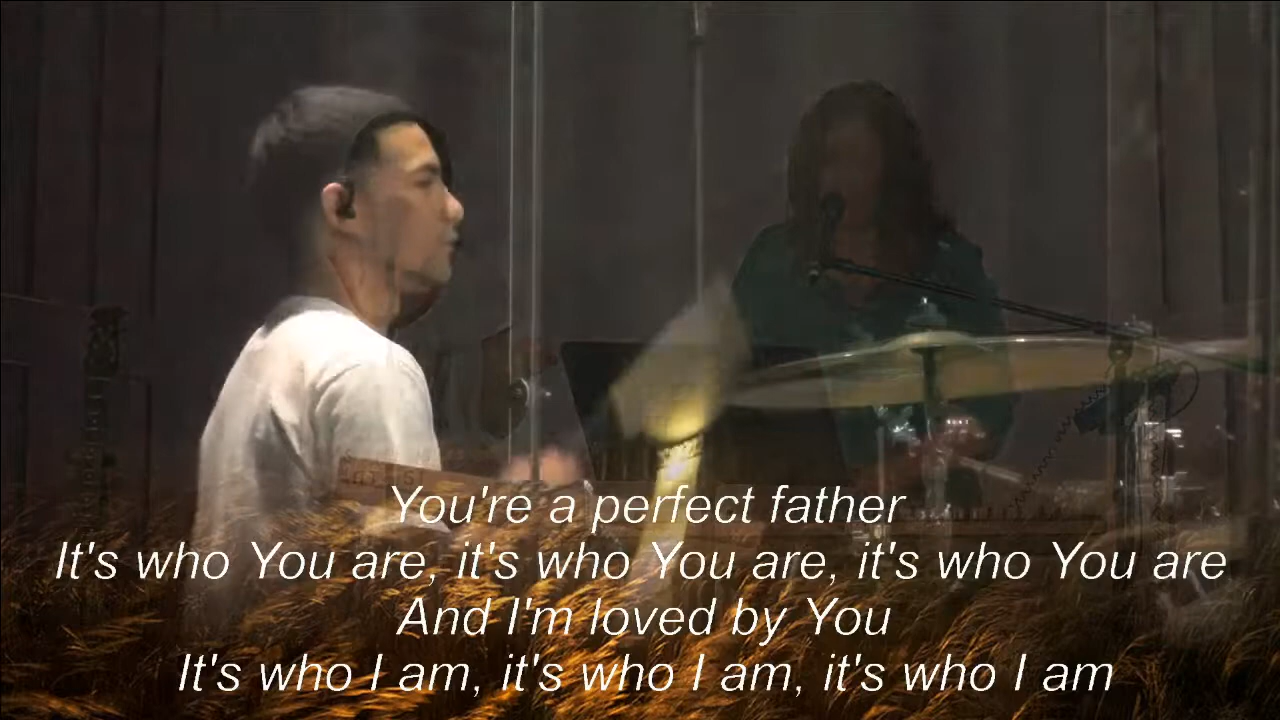 You're a perfect father
It's who You are, it's who You are, it's who You are
And I'm loved by You
It's who I am, it's who I am, it's who I am